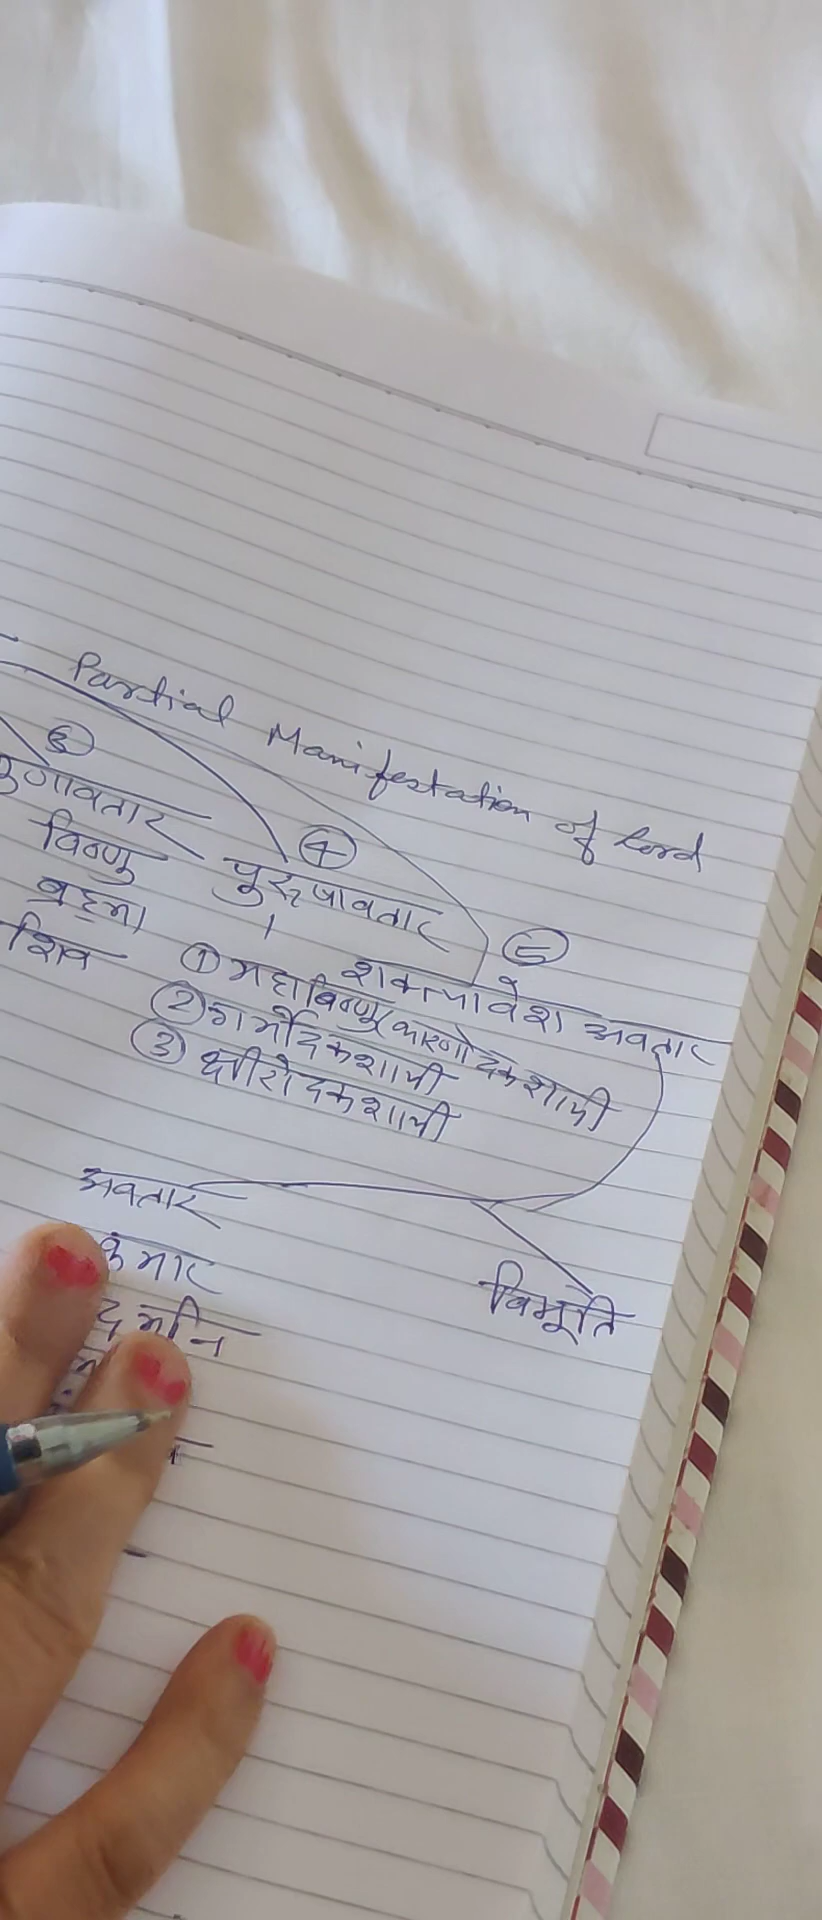 Partial Manifestation of Lord
③
गुणावतार
विष्णु
ब्रह्मा
शिव
④
पुरूषावतार
① महाविष्णु (कारणोदकशायी
② गर्भोदकशायी
③ क्षीरोदकशायी
⑤
शक्त्यावेश अवतार
अवतार
कुमार
विभूति